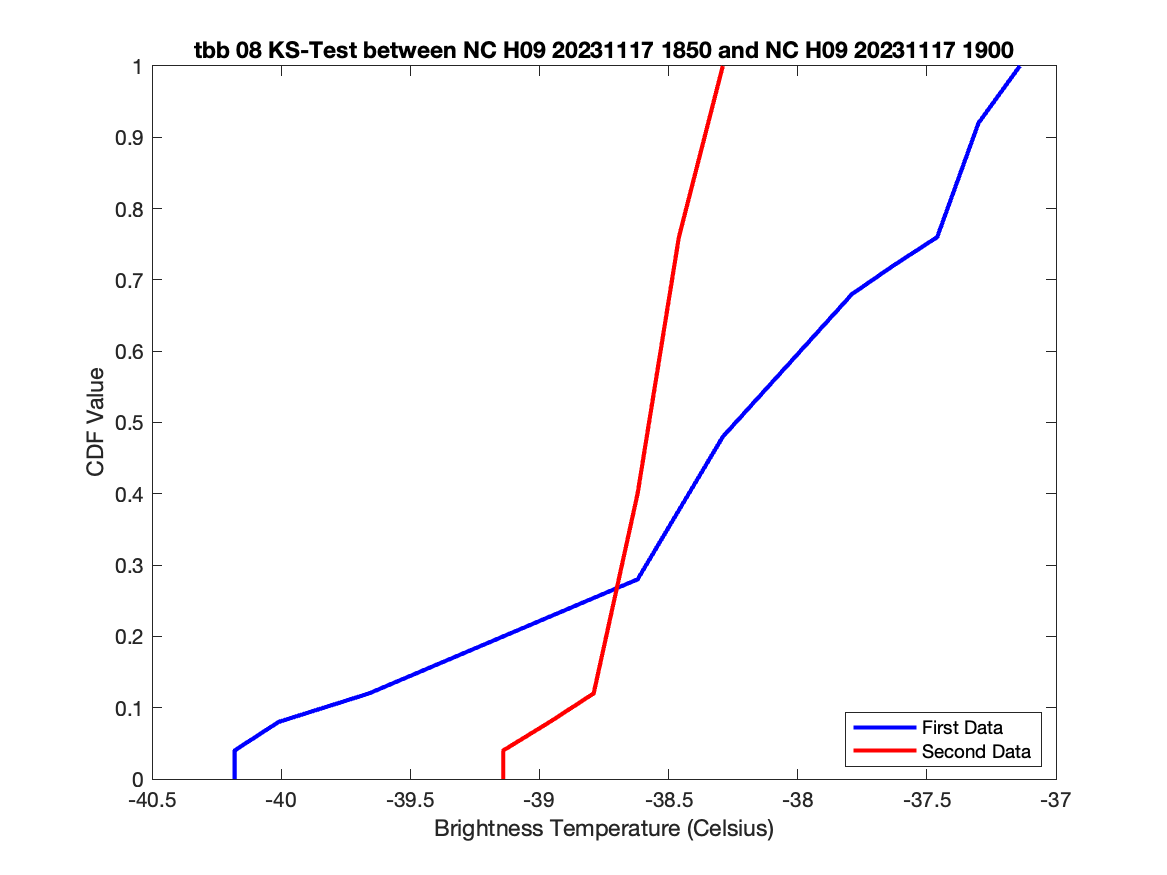 tbb 08 KS-Test between NC H09 20231117 1850 and NC H09 20231117 1900
1
0.9
0.8
0.7
0.6
0.5
0.4
0.3
0.2
0.1
0
CDF Value
First Data
Second Data
-40.5 -40 -39.5 -39 -38.5 -38 -37.5 -37
Brightness Temperature (Celsius)